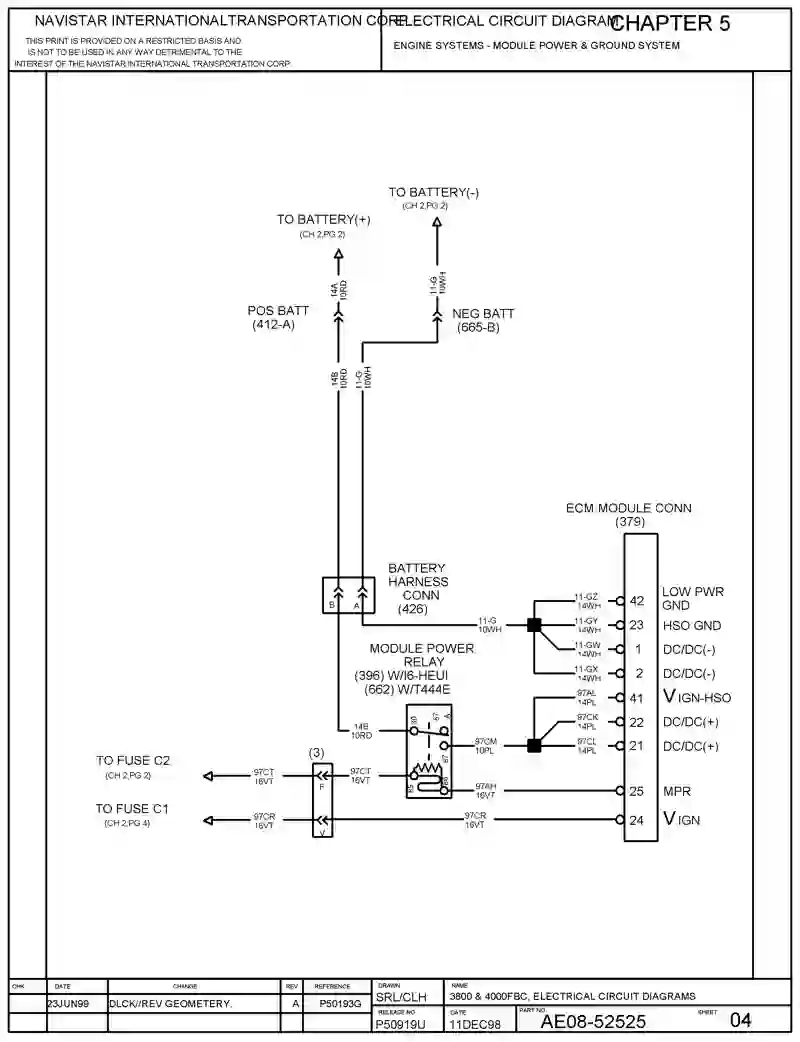 NAVISTAR INTERNATIONALTRANSPORTATION CORP.
ELECTRICAL CIRCUIT DIAGRAM
CHAPTER 5
THIS PRINT IS PROVIDED ON A RESTRICTED BASIS AND
IS NOT TO BE USED IN ANY WAY DETRIMENTAL TO THE
INTEREST OF THE NAVISTAR INTERNATIONAL TRANSPORTATION CORP.
ENGINE SYSTEMS - MODULE POWER & GROUND SYSTEM
TO BATTERY(-)
(CH 2,PG 2)
TO BATTERY(+)
(CH 2,PG 2)
14A
10RD
11-G
10WH
POS BATT
(412-A)
NEG BATT
(665-B)
14B
10RD
11-G
10WH
ECM MODULE CONN
(379)
BATTERY
HARNESS
CONN
(426)
B
A
11-G
10WH
11-GZ
14WH
42
LOW PWR
GND
11-GY
14WH
23
HSO GND
11-GW
14WH
1
DC/DC(-)
11-GX
14WH
2
DC/DC(-)
MODULE POWER
RELAY
(396) W/I6-HEUI
(662) W/T444E
97AL
14PL
41
VIGN-HSO
97CK
14PL
22
DC/DC(+)
97CL
14PL
21
DC/DC(+)
14B
10RD
30
87
A
87
97CM
10PL
TO FUSE C2
(CH 2,PG 2)
97CT
16VT
(3)
F
97CT
16VT
85
86
97AH
16VT
25
MPR
TO FUSE C1
(CH 2,PG 4)
97CR
16VT
V
97CR
16VT
24
VIGN
CHK
DATE
CHANGE
REV
REFERENCE
DRAWN
SRL/CLH
NAME
3800 & 4000FBC, ELECTRICAL CIRCUIT DIAGRAMS
23JUN99
DLCK//REV GEOMETERY.
A
P50193G
RELEASE NO
P50919U
DATE
11DEC98
PART NO.
AE08-52525
SHEET
04